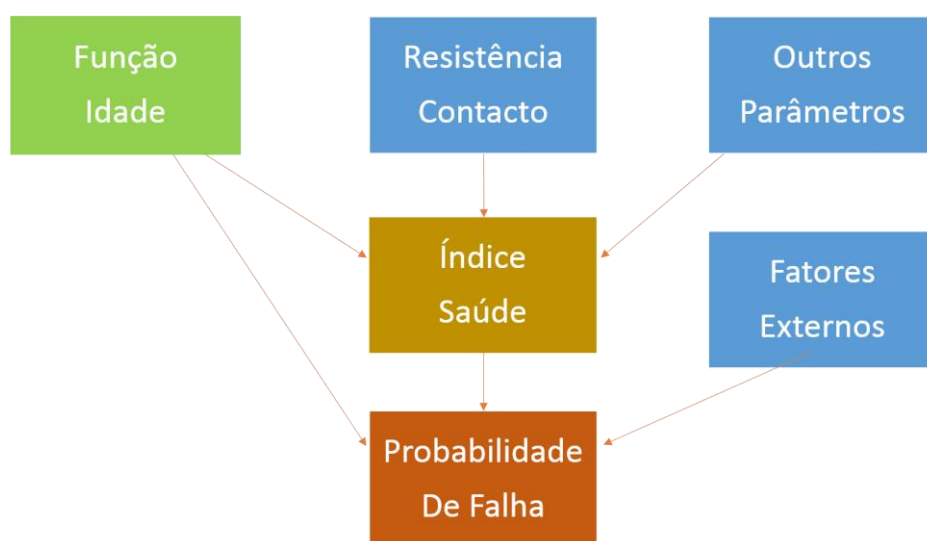 Função
Idade
Resistência
Contacto
Outros
Parâmetros
Índice
Saúde
Fatores
Externos
Probabilidade
De Falha